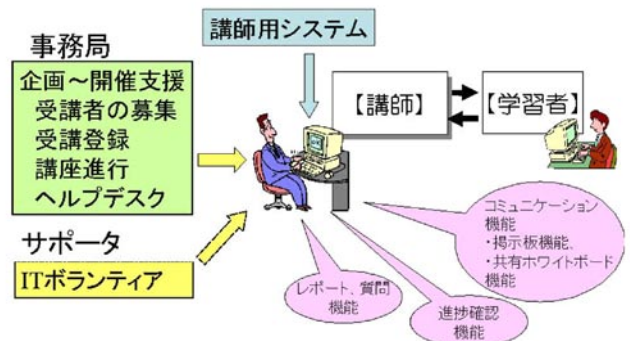 講師用システム
事務局
企画～開催支援
受講者の募集
受講登録
講座進行
ヘルプデスク
【講師】
【学習者】
サポータ
ITボランティア
コミュニケーション
機能
・掲示板機能、
・共有ホワイトボード
機能
レポート、質問
機能
進捗確認
機能